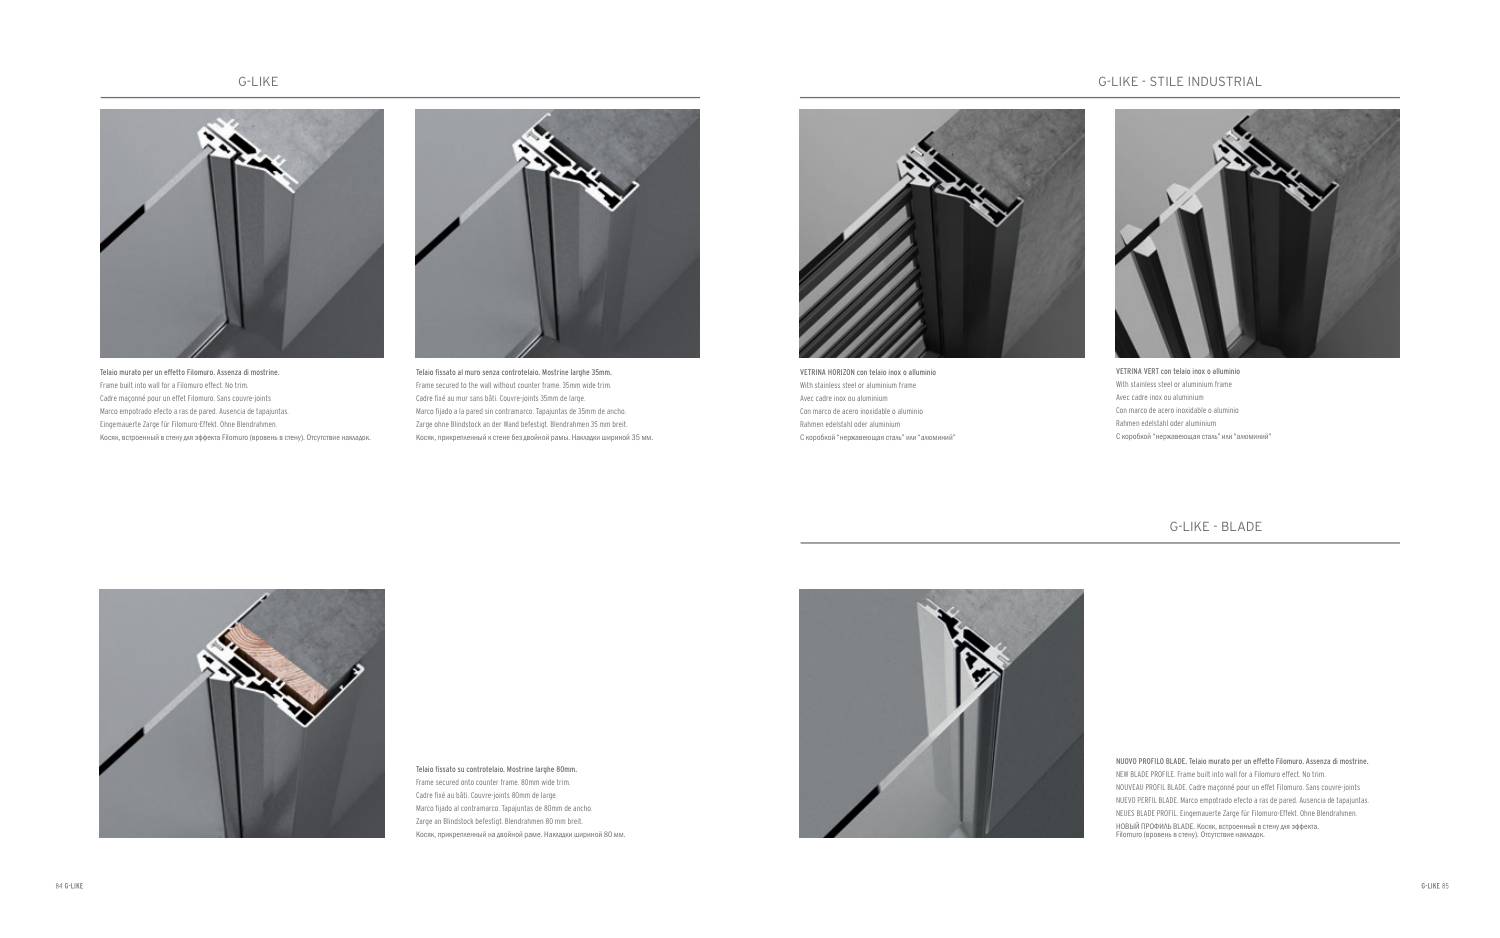 G-LIKE
Telaio murato per un effetto Filomuro. Assenza di mostrine.
Frame built into wall for a Filomuro effect. No trim.
Cadre maçonné pour un effet Filomuro. Sans couvre-joints
Marco empotrado efecto a ras de pared. Ausencia de tapajuntas.
Eingemauerte Zarge für Filomuro-Effekt. Ohne Blendrahmen.
Косяк, встроенный в стену для эффекта Filomuro (вровень в стену). Отсутствие накладок.
Telaio fissato al muro senza controtelaio. Mostrine larghe 35mm.
Frame secured to the wall without counter frame. 35mm wide trim.
Cadre fixé au mur sans bâti. Couvre-joints 35mm de large.
Marco fijado a la pared sin contramarco. Tapajuntas de 35mm de ancho.
Zarge ohne Blindstock an der Wand befestigt. Blendrahmen 35 mm breit.
Косяк, прикрепленный к стене без двойной рамы. Накладки шириной 35 мм.
Telaio fissato su controtelaio. Mostrine larghe 80mm.
Frame secured onto counter frame. 80mm wide trim.
Cadre fixé au bâti. Couvre-joints 80mm de large
Marco fijado al contramarco. Tapajuntas de 80mm de ancho.
Zarge an Blindstock befestigt. Blendrahmen 80 mm breit.
Косяк, прикрепленный на двойной раме. Накладки шириной 80 мм.
84 G-LIKE
G-LIKE - STILE INDUSTRIAL
VETRINA HORIZON con telaio inox o alluminio
With stainless steel or aluminium frame
Avec cadre inox ou aluminium
Con marco de acero inoxidable o aluminio
Rahmen edelstahl oder aluminium
С коробкой "нержавеющая сталь" или "алюминий"
VETRINA VERT con telaio inox o alluminio
With stainless steel or aluminium frame
Avec cadre inox ou aluminium
Con marco de acero inoxidable o aluminio
Rahmen edelstahl oder aluminium
С коробкой "нержавеющая сталь" или "алюминий"
G-LIKE - BLADE
NUOVO PROFILO BLADE. Telaio murato per un effetto Filomuro. Assenza di mostrine.
NEW BLADE PROFILE. Frame built into wall for a Filomuro effect. No trim.
NOUVEAU PROFIL BLADE. Cadre maçonné pour un effet Filomuro. Sans couvre-joints
NUEVO PERFIL BLADE. Marco empotrado efecto a ras de pared. Ausencia de tapajuntas.
NEUES BLADE PROFIL. Eingemauerte Zarge für Filomuro-Effekt. Ohne Blendrahmen.
НОВЫЙ ПРОФИЛЬ BLADE. Косяк, встроенный в стену для эффекта.
Filomuro (вровень в стену). Отсутствие накладок.
G-LIKE 85